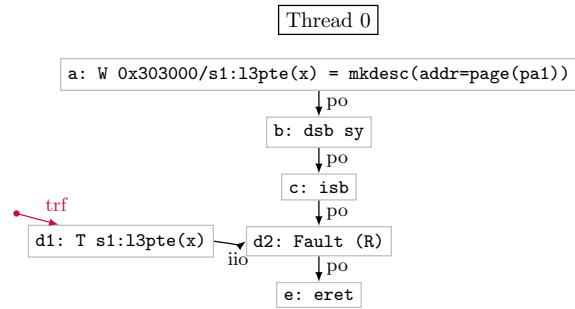 Thread 0
a: W 0x303000/s1:l3pte(x) = mkdesc(addr=page(pa1))
po
b: dsb sy
po
c: isb
po
trf
d1: T s1:l3pte(x)
iio
d2: Fault (R)
po
e: eret